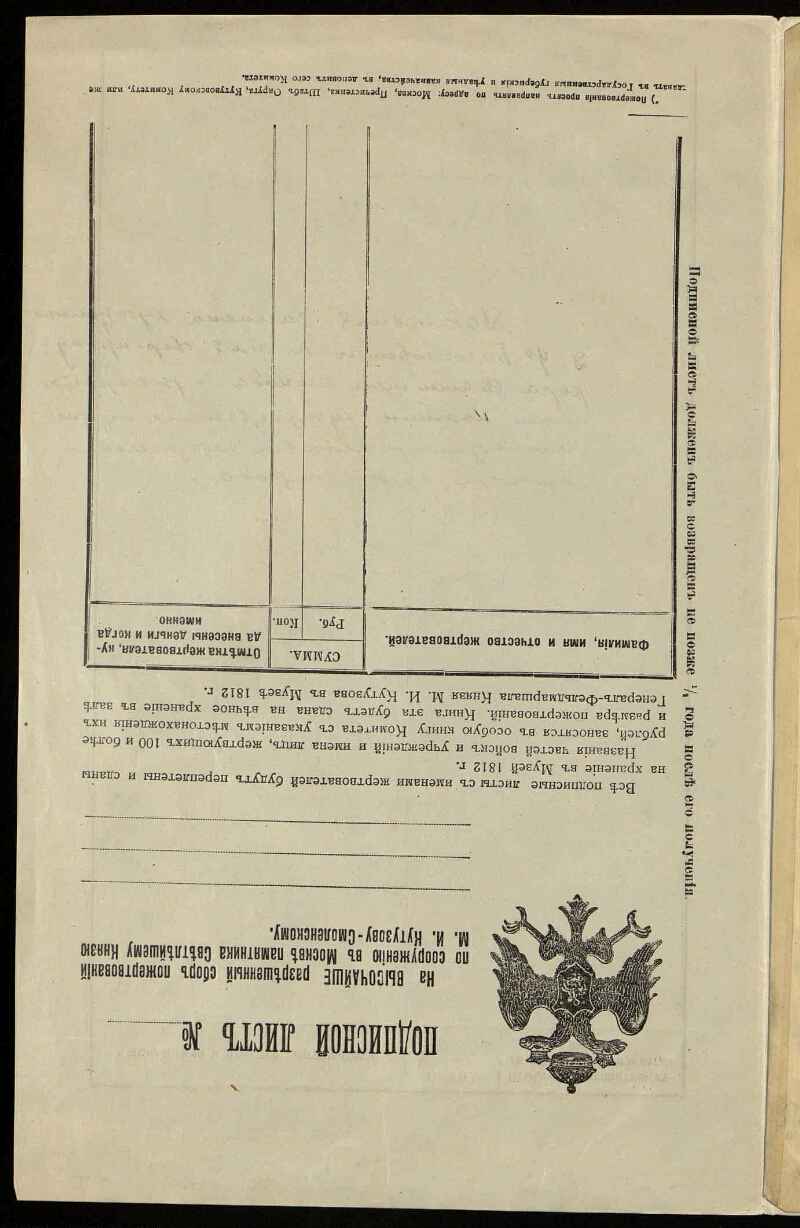 ПОДПИСНОЙ ЛИСТЪ №
На ВЫСОЧАЙШЕ разрѣшенный сборъ пожертвованій
по сооруженію въ Москвѣ памятника Свѣтлѣйшему Князю
М. И. Кутузову-Смоленскому.
Всѣ подписные листы съ именами жертвователей будутъ переплетены и сданы
на храненіе въ Музей 1812 г.
Названія частей войскъ и учрежденій и имена лицъ, жертвующихъ 100 и болѣе
рублей, заносятся въ особую книгу Комитета съ указаніемъ мѣстонахожденія ихъ
и размѣра пожертвованій. Книга эта будетъ сдана на вѣчное храненіе въ залѣ
Генералъ-фельдмаршала Князя М. И. Кутузова въ Музеѣ 1812 г.
Фамилія, имя и отчество жертвователей.
СУММА.
Руб.
Коп.
Отмѣтка жертвователя, ку-
да внесены деньги и когда
именно
*) Пожертвованія просятъ направлять по адресу: Москва, Пречистенка, Штабъ Округа, Кутузовскому Комитету, или же
вносить въ Государственныя Губернскія и Уѣздныя казначейства, въ депозитъ сего Комитета.
Подписной листъ долженъ быть возвращенъ не позже ½ года послѣ его полученія.